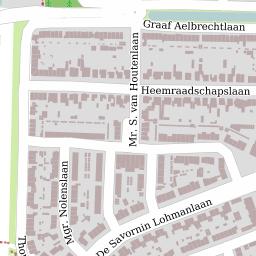 Graaf Aelbrechtlaan
Heemraadschapslaan
Mr. S. van Houtenlaan
Mgr. Nolenslaan
De Savornin Lohmanlaan